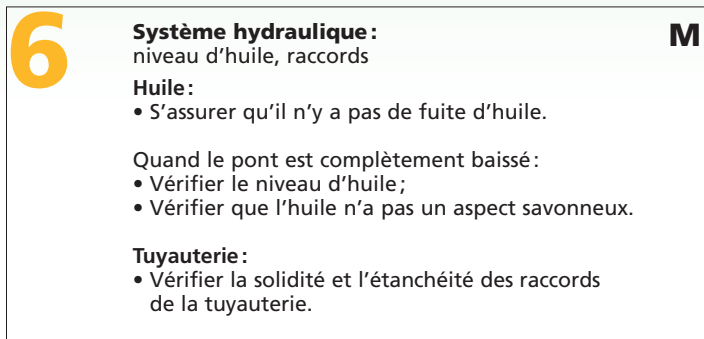 6
Système hydraulique :
M
niveau d'huile, raccords
Huile :
• S'assurer qu'il n'y a pas de fuite d'huile.
Quand le pont est complètement baissé :
• Vérifier le niveau d'huile ;
• Vérifier que l'huile n'a pas un aspect savonneux.
Tuyauterie :
• Vérifier la solidité et l'étanchéité des raccords
de la tuyauterie.